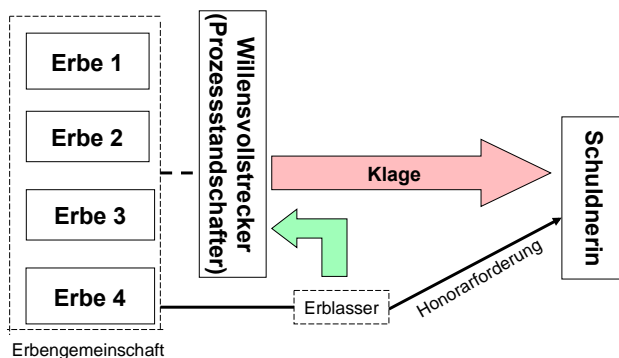 Erbe 1
Erbe 2
Erbe 3
Erbe 4
Erbengemeinschaft
Willensvollstrecker
(Prozessstandschafter)
Klage
Erblasser
Honorarforderung
Schuldnerin